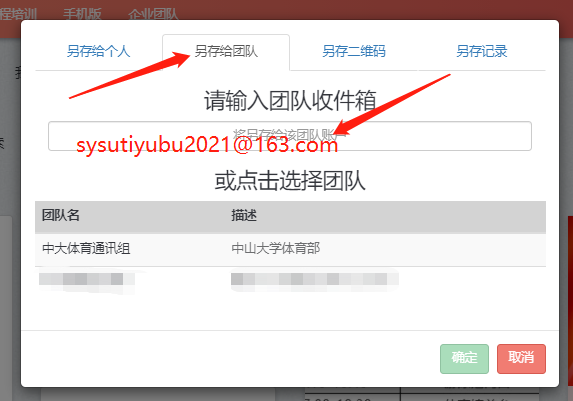 程培训 手机版 企业团队
另存给个人 另存给团队 另存二维码 另存记录
请输入团队收件箱
将另存给该团队账
sysutiyubu2021@163.com
或点击选择团队
团队名 描述
中大体育通讯组 中山大学体育部
确定 取消